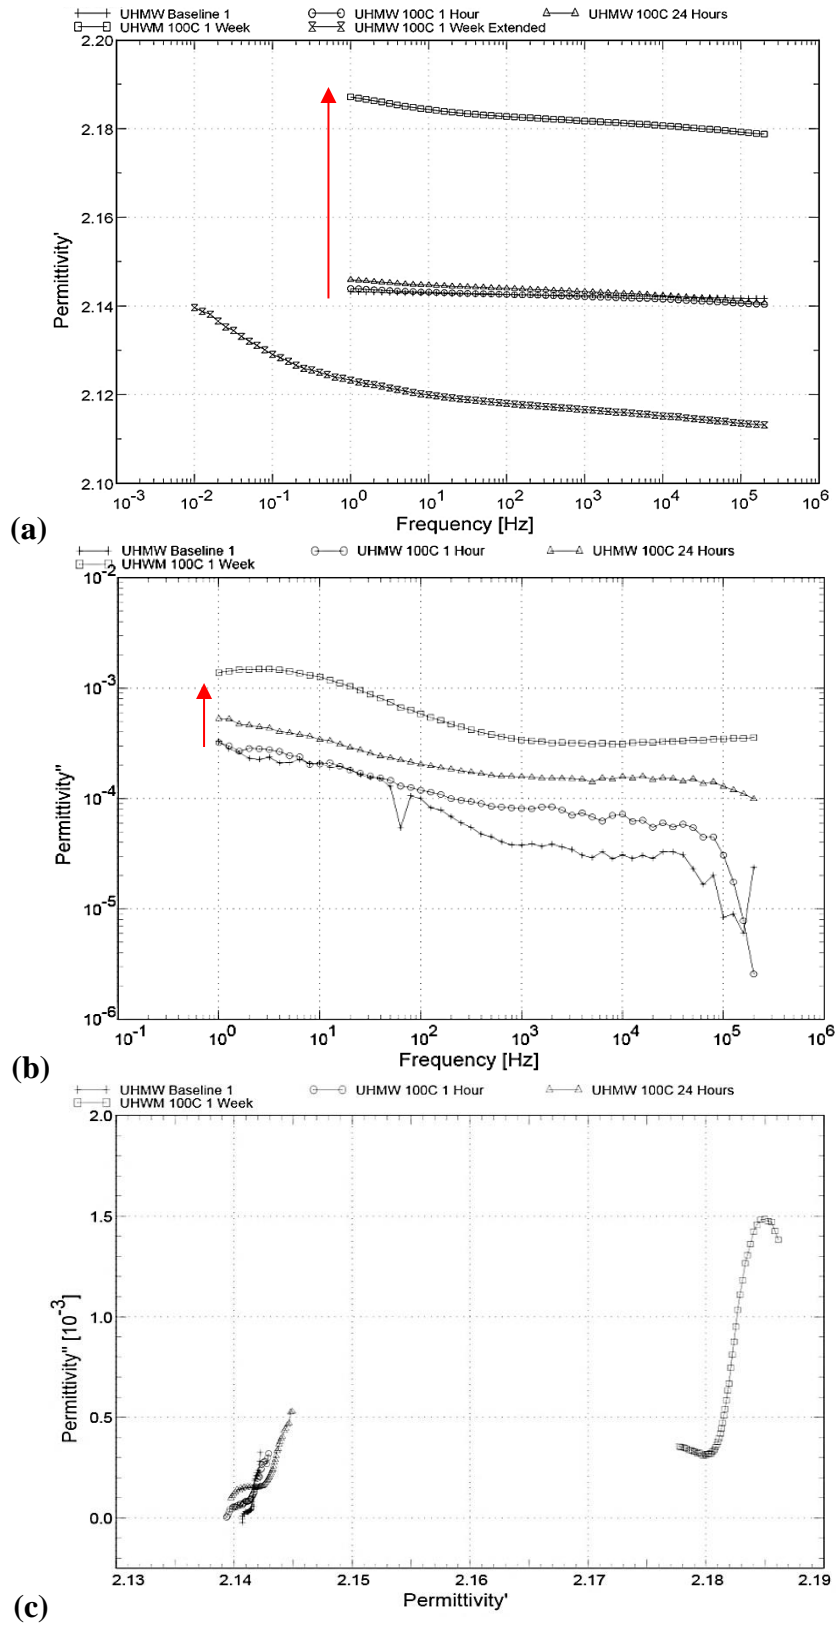 UHMW Baseline 1 UHMW 100C 1 Hour UHMW 100C 24 Hours
UHWM 100C 1 Week UHMW 100C 1 Week Extended
2.20
2.18
2.16
2.14
2.12
2.10
Permittivity'
10-3 10-2 10-1 100 101 102 103 104 105 106
Frequency [Hz]
(a)
UHMW Baseline 1 UHMW 100C 1 Hour UHMW 100C 24 Hours
UHWM 100C 1 Week
10-2
10-3
10-4
10-5
10-6
Permittivity"
10-1 100 101 102 103 104 105 106
Frequency [Hz]
(b)
UHMW Baseline 1 UHMW 100C 1 Hour UHMW 100C 24 Hours
UHWM 100C 1 Week
2.0
1.5
1.0
0.5
0.0
Permittivity" [10-3]
2.13 2.14 2.15 2.16 2.17 2.18 2.19
Permittivity'
(c)